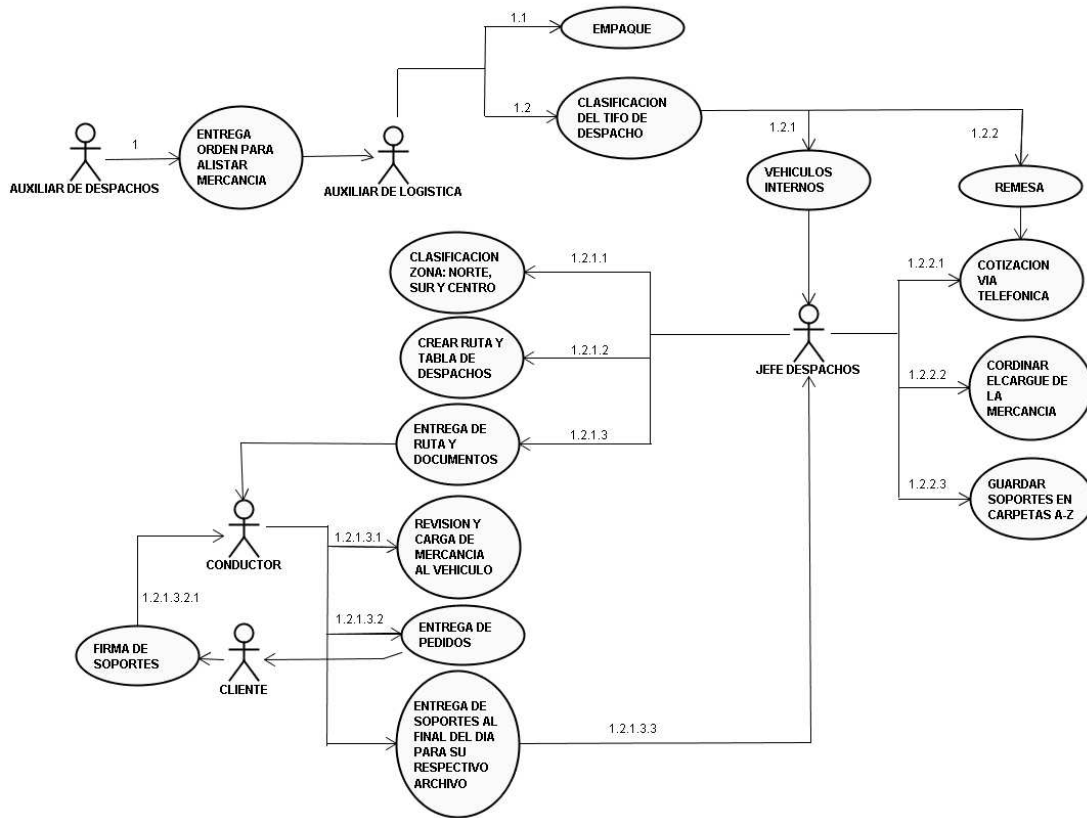 1.1
EMPAQUE
1.2
CLASIFICACION
DEL TIFO DE
DESPACHO
1.2.1
1.2.2
1
ENTREGA
ORDEN PARA
ALISTAR
MERCANCIA
AUXILIAR DE DESPACHOS
AUXILIAR DE LOGISTICA
VEHICULOS
INTERNOS
REMESA
CLASIFICACION
ZONA: NORTE,
SUR Y CENTRO
1.2.1.1
1.2.2.1
COTIZACION
VIA
TELEFONICA
CREAR RUTA Y
TABLA DE
DESPACHOS
1.2.1.2
JEFE DESPACHOS
1.2.2.2
CORDINAR
ELCARGUE DE
LA
MERCANCIA
ENTREGA DE
RUTA Y
DOCUMENTOS
1.2.1.3
1.2.2.3
GUARDAR
SOPORTES EN
CARPETAS A-Z
CONDUCTOR
1.2.1.3.1
REVISION Y
CARGA DE
MERCANCIA
AL VEHICULO
1.2.1.3.2.1
1.2.1.3.2
ENTREGA DE
PEDIDOS
FIRMA DE
SOPORTES
CLIENTE
ENTREGA DE
SOPORTES AL
FINAL DEL DIA
PARA SU
RESPECTIVO
ARCHIVO
1.2.1.3.3